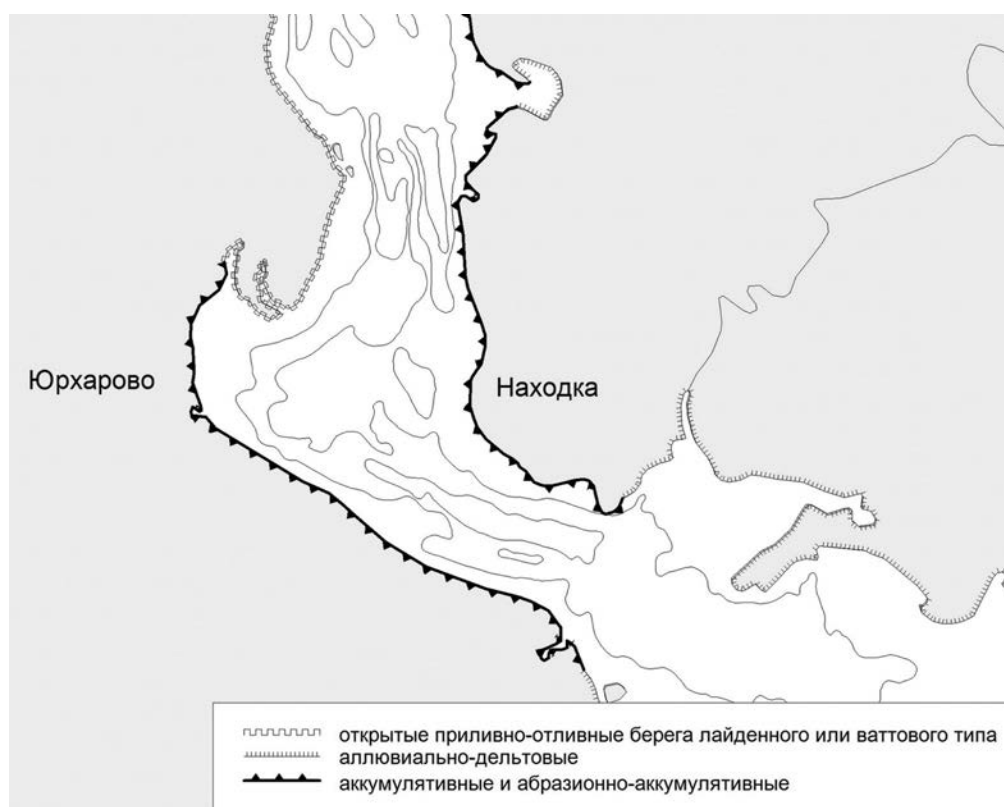 Юрхарово
Находка
открытые приливно-отливные берега лайденного или ваттового типа
аллювиально-дельтовые
аккумулятивные и абразионно-аккумулятивные